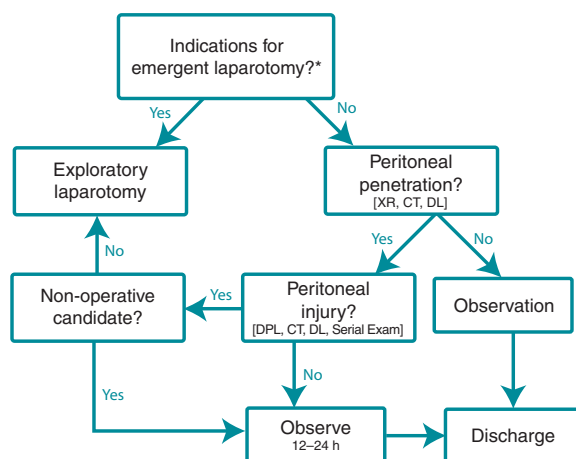 Indications for
emergent laparotomy?*
Yes
No
Exploratory
laparotomy
Peritoneal
penetration?
[XR, CT, DL]
No
Yes
No
Non-operative
candidate?
Yes
Peritoneal
injury?
[DPL, CT, DL, Serial Exam]
Observation
Yes
No
Observe
12–24 h
Discharge